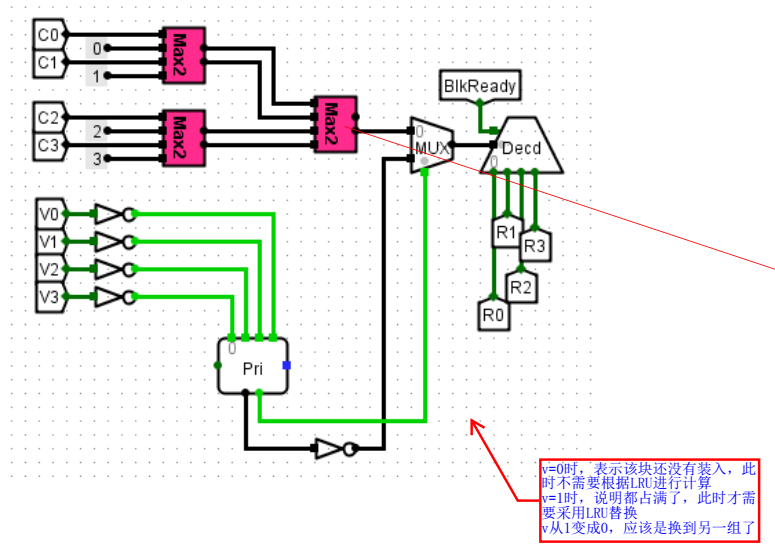 C0
0
C1
1
Max2
C2
2
C3
3
Max2
Max2
0
MUX
BlkReady
Decd
0
R1
R3
R2
R0
V0
V1
V2
V3
0
Pri
v=0时，表示该块还没有装入，此
时不需要根据LRU进行计算
v=1时，说明都占满了，此时才需
要采用LRU替换
v从1变成0，应该是换到另一组了